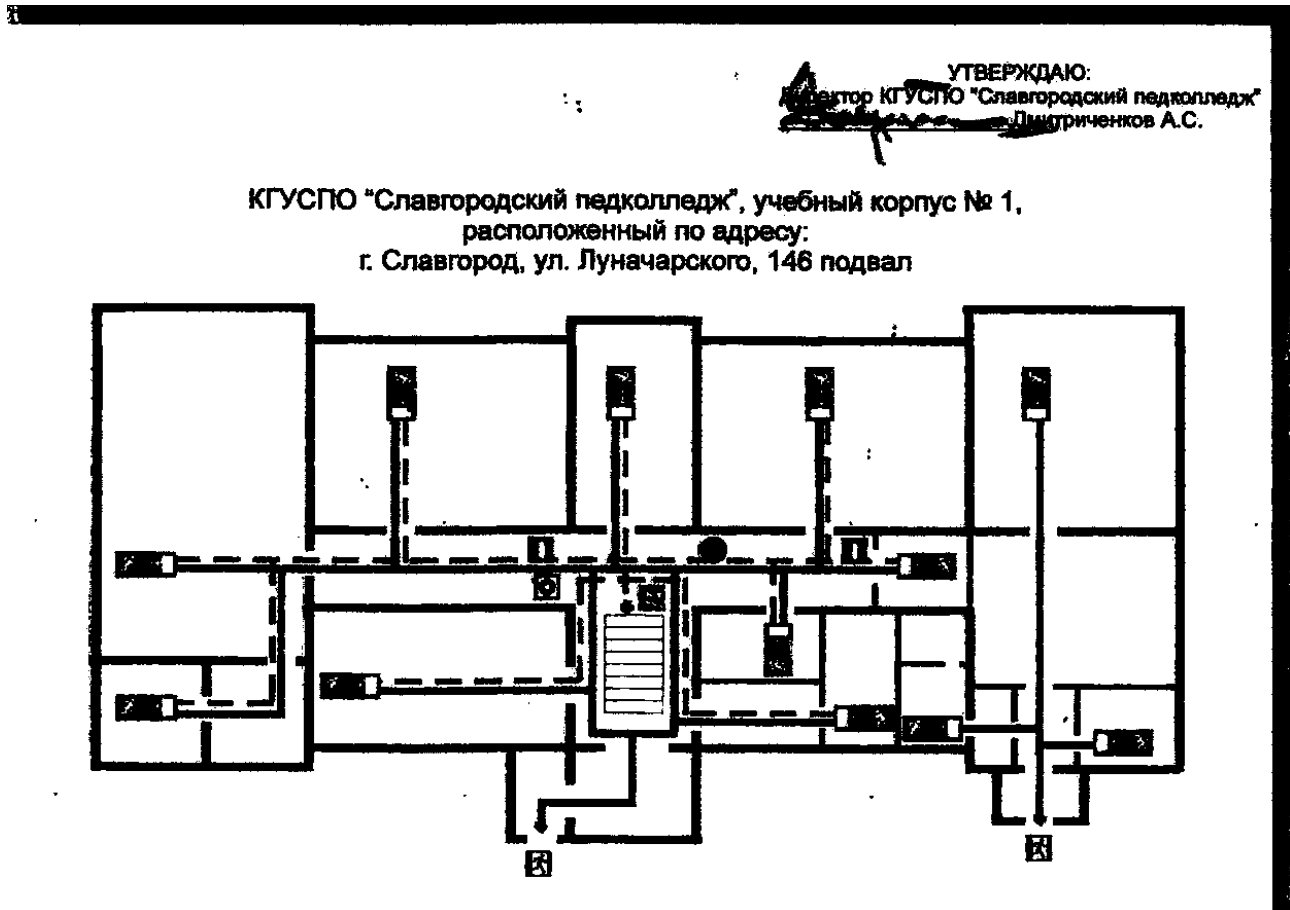 УТВЕРЖДАЮ:
Директор КГУСПО "Славгородский педколледж"
Дмитриченков А.С.
КГУСПО "Славгородский педколледж", учебный корпус № 1,
расположенный по адресу:
г. Славгород, ул. Луначарского, 146 подвал